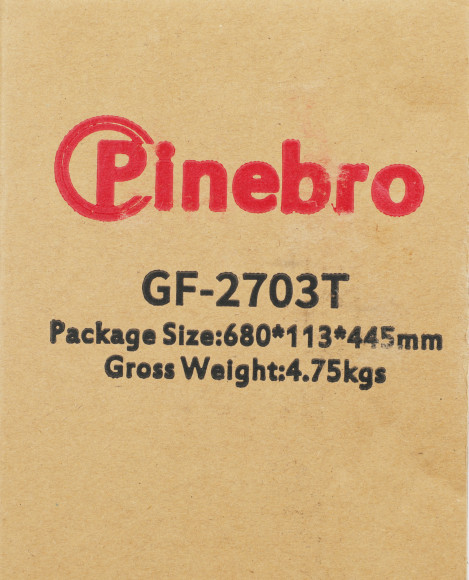 Pinebro
GF-2703T
Package Size:680*113*445mm
Gross Weight:4.75kgs